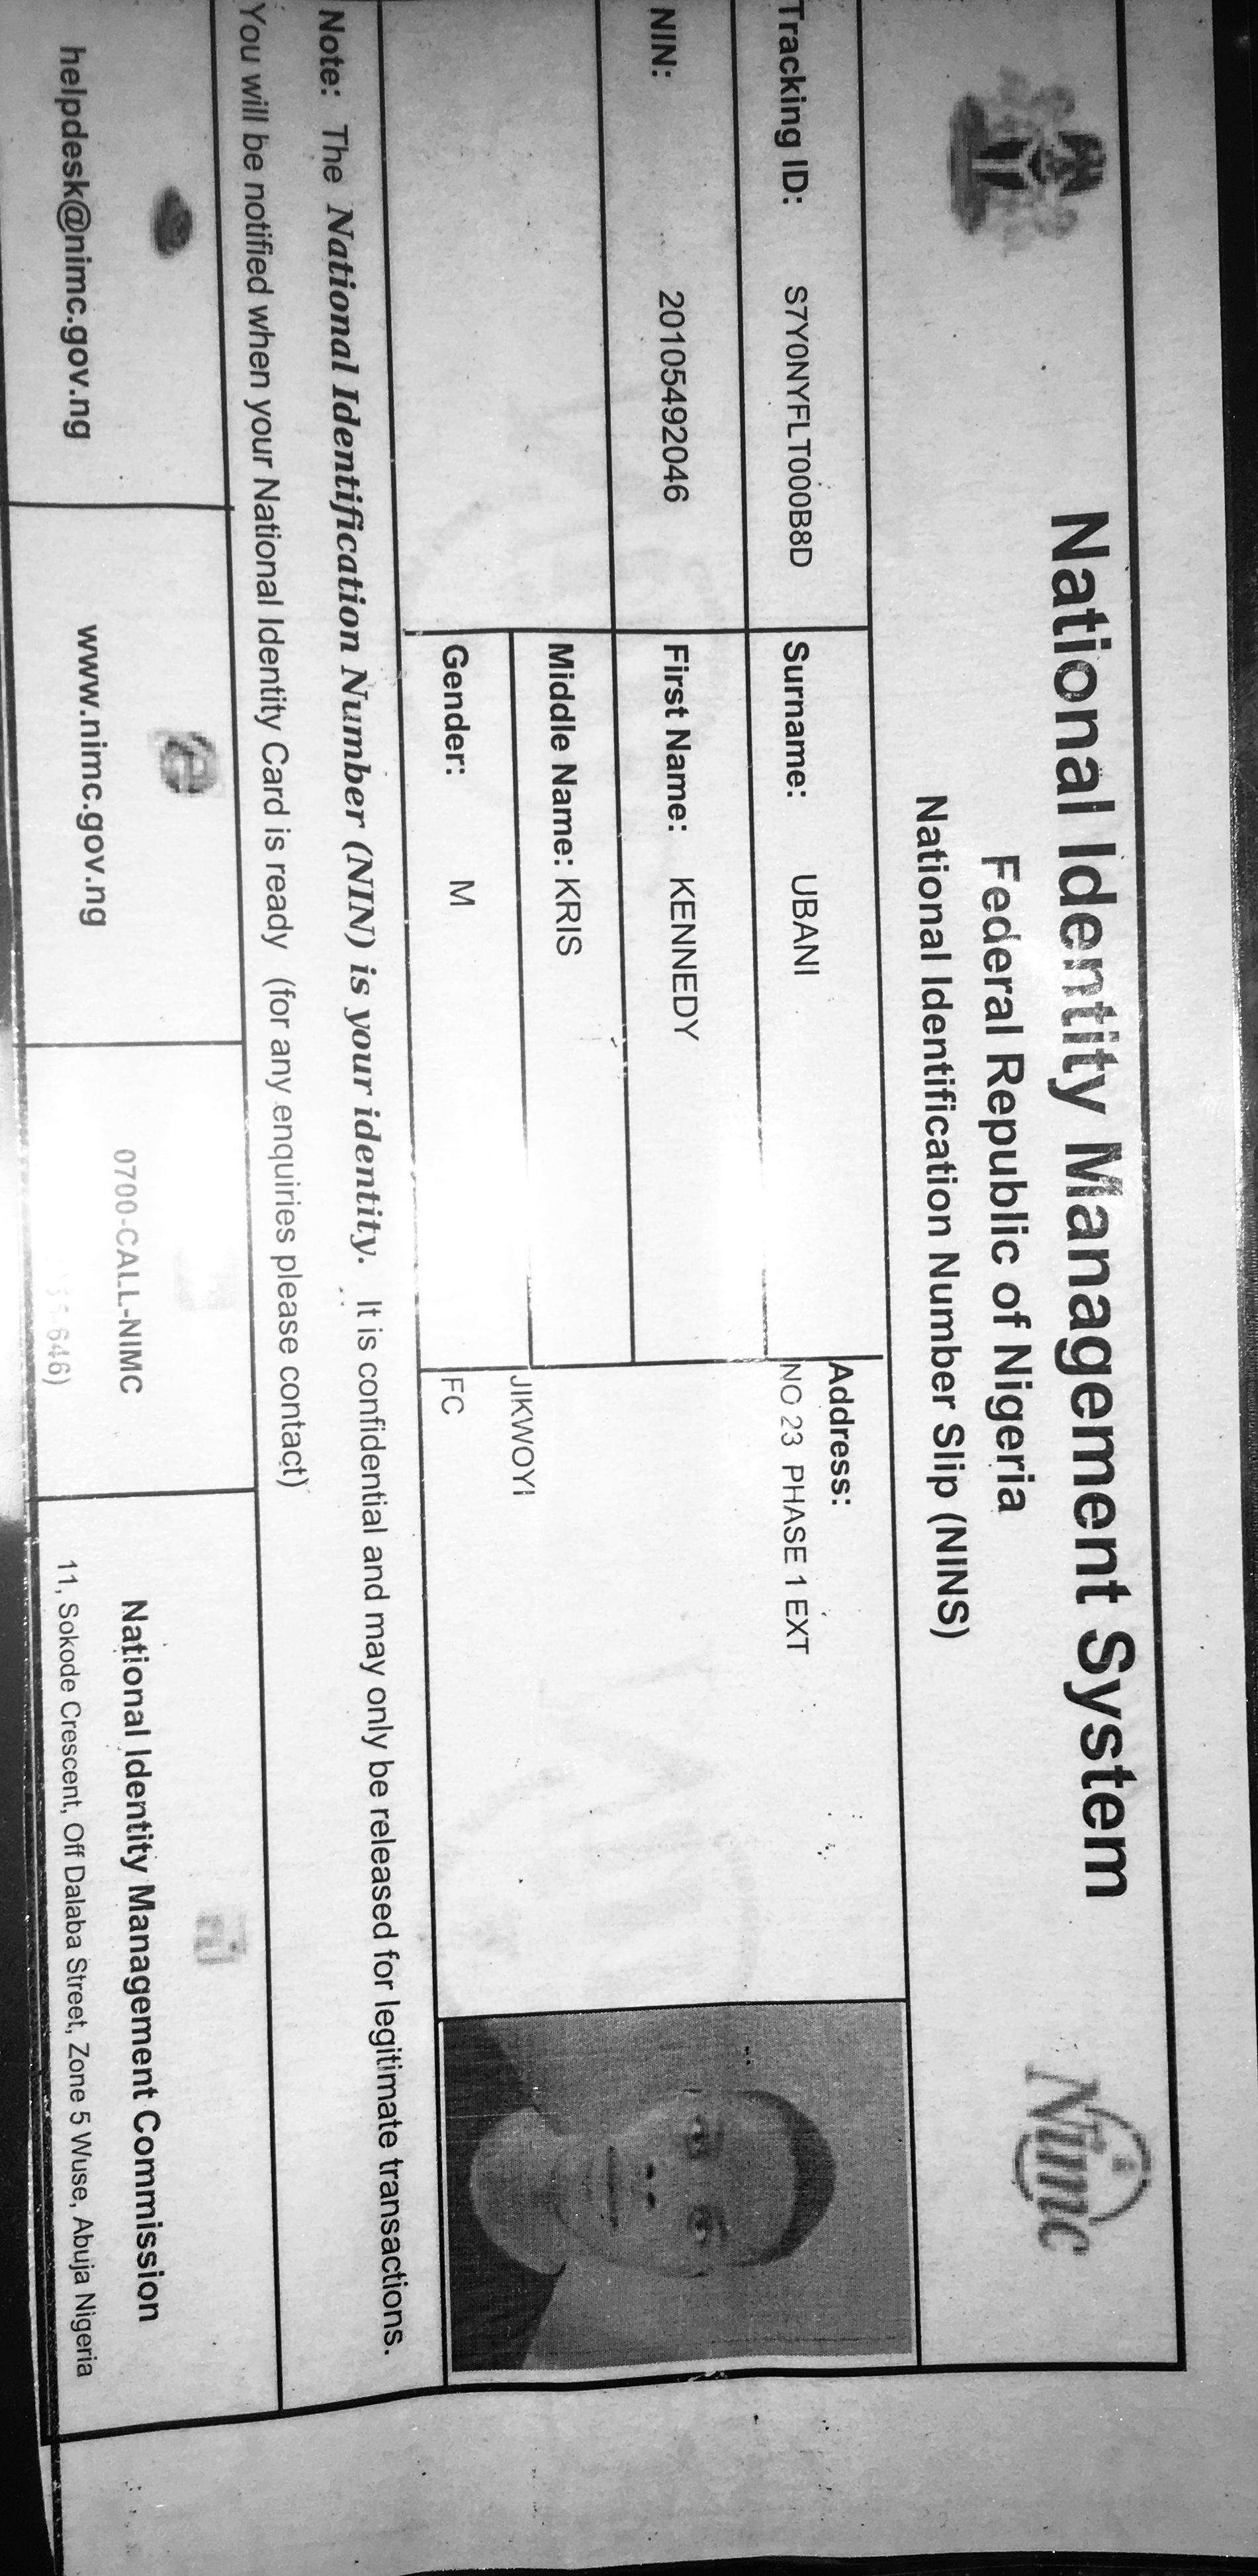 National Identity Management System
Federal Republic of Nigeria
National Identification Number Slip (NINS)
Nimc
Tracking ID: S7Y0NYFLT000B8D
Surname: UBANI
Address:
NO 23 PHASE 1 EXT
NIN: 20105492046
First Name: KENNEDY
Middle Name: KRIS
JIKWOYI
Gender: M
FC
Note: The National Identification Number (NIN) is your identity. It is confidential and may only be released for legitimate transactions.
You will be notified when your National Identity Card is ready (for any enquiries please contact)
helpdesk@nimc.gov.ng
www.nimc.gov.ng
0700-CALL-NIMC
646)
National Identity Management Commission
11, Sokode Crescent, Off Dalaba Street, Zone 5 Wuse, Abuja Nigeria